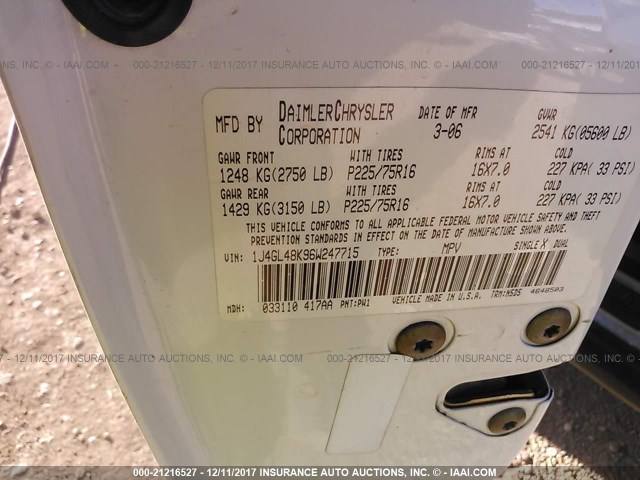 000-21216527 - 12/11/2017 INSURANCE AUTO AUCTIONS, INC. - ©IAAI.COM
MFD BY DAIMLERCHRYSLER CORPORATION
DATE OF MFR 3-06
GVWR 2541 KG(05600 LB)
GAWR FRONT WITH TIRES RIMS AT COLD
1248 KG(2750 LB) P225/75R16 16X7.0 227 KPA( 33 PSI)
GAWR REAR WITH TIRES RIMS AT COLD
1429 KG(3150 LB) P225/75R16 16X7.0 227 KPA( 33 PSI)
THIS VEHICLE CONFORMS TO ALL APPLICABLE FEDERAL MOTOR VEHICLE SAFETY AND THEFT
PREVENTION STANDARDS IN EFFECT ON THE DATE OF MANUFACTURE SHOWN ABOVE.
VIN: 1J4GL48K96W247715 TYPE: MPV SINGLE X DUAL
MDH: 033110 417AA PNT:PW1 VEHICLE MADE IN U.S.A. TRM:M5D5 4648503
000-21216527 - 12/11/2017 INSURANCE AUTO AUCTIONS, INC. - ©IAAI.COM
000-21216527 - 12/11/2017 INSURANCE AUTO AUCTIONS, INC. - ©IAAI.COM